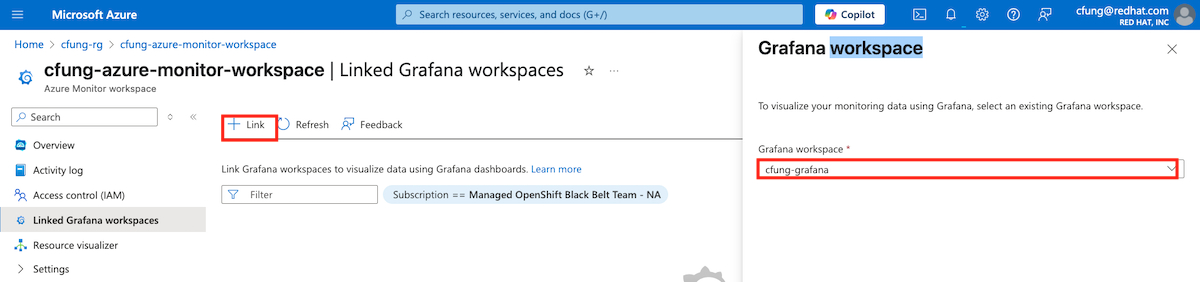 Microsoft Azure
Search resources, services, and docs (G+/)
Copilot
cfung@redhat.com
RED HAT, INC
Home > cfung-rg > cfung-azure-monitor-workspace
cfung-azure-monitor-workspace | Linked Grafana workspaces
Azure Monitor workspace
Search
Overview
Activity log
Access control (IAM)
Linked Grafana workspaces
Resource visualizer
Settings
Link
Refresh
Feedback
Link Grafana workspaces to visualize data using Grafana dashboards. Learn more
Filter
Subscription == Managed OpenShift Black Belt Team - NA
Grafana workspace
To visualize your monitoring data using Grafana, select an existing Grafana workspace.
Grafana workspace *
cfung-grafana